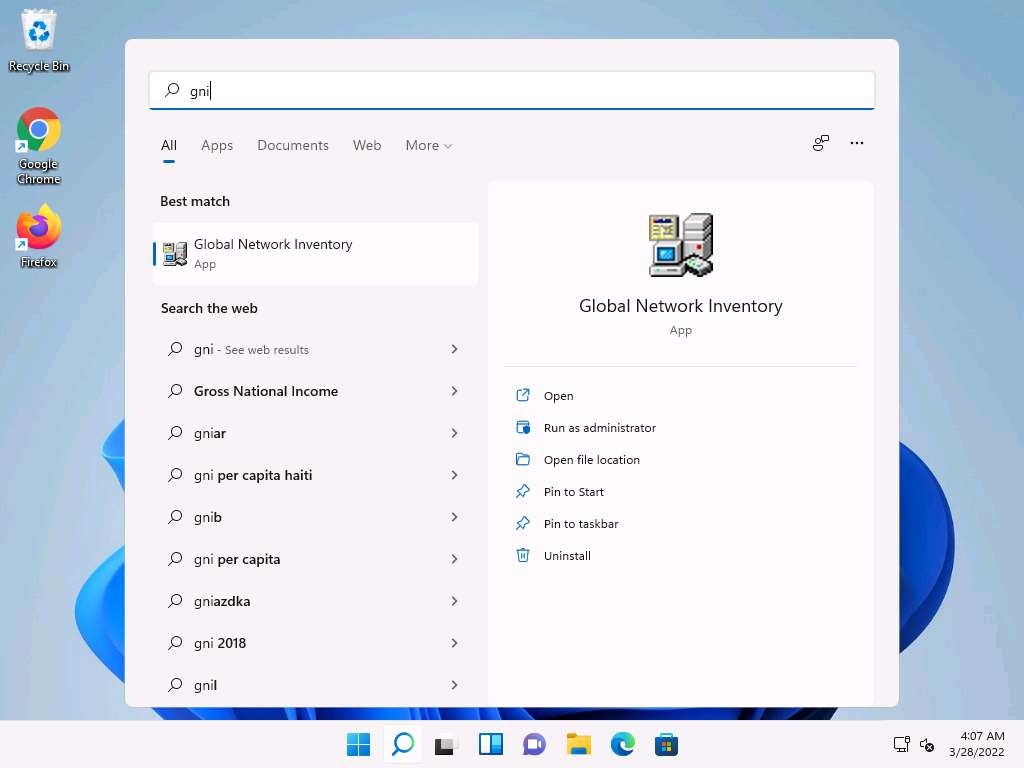 Recycle Bin
Google
Chrome
Firefox
gni
All
Apps
Documents
Web
More
Best match
Global Network Inventory
App
Search the web
gni - See web results
Gross National Income
gniar
gni per capita haiti
gnib
gni per capita
gniazdka
gni 2018
gnil
Global Network Inventory
App
Open
Run as administrator
Open file location
Pin to Start
Pin to taskbar
Uninstall
4:07 AM
3/28/2022